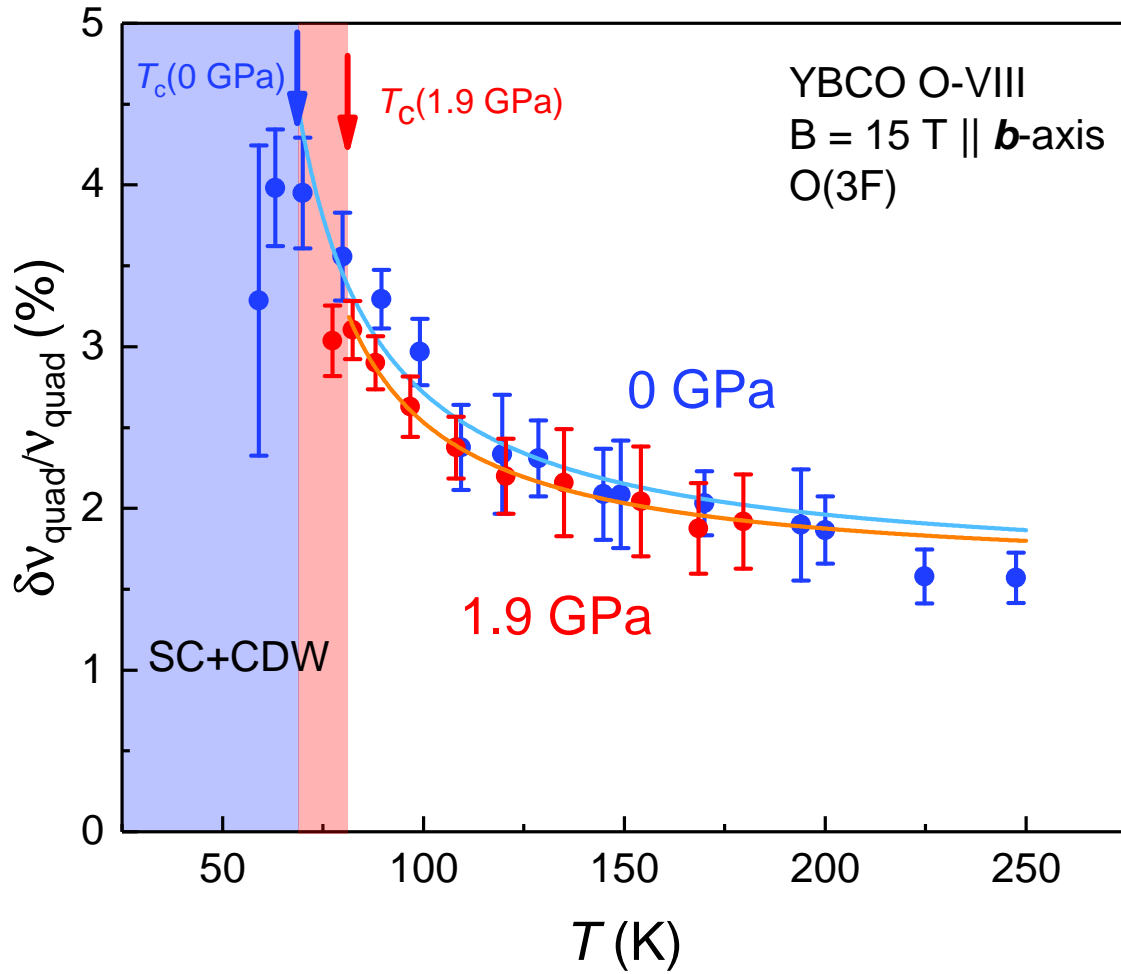 5
4
3
2
1
0
δν_quad/ν_quad (%)
T_c(0 GPa)
T_c(1.9 GPa)
YBCO O-VIII
B = 15 T || b-axis
O(3F)
0 GPa
1.9 GPa
SC+CDW
50 100 150 200 250
T (K)